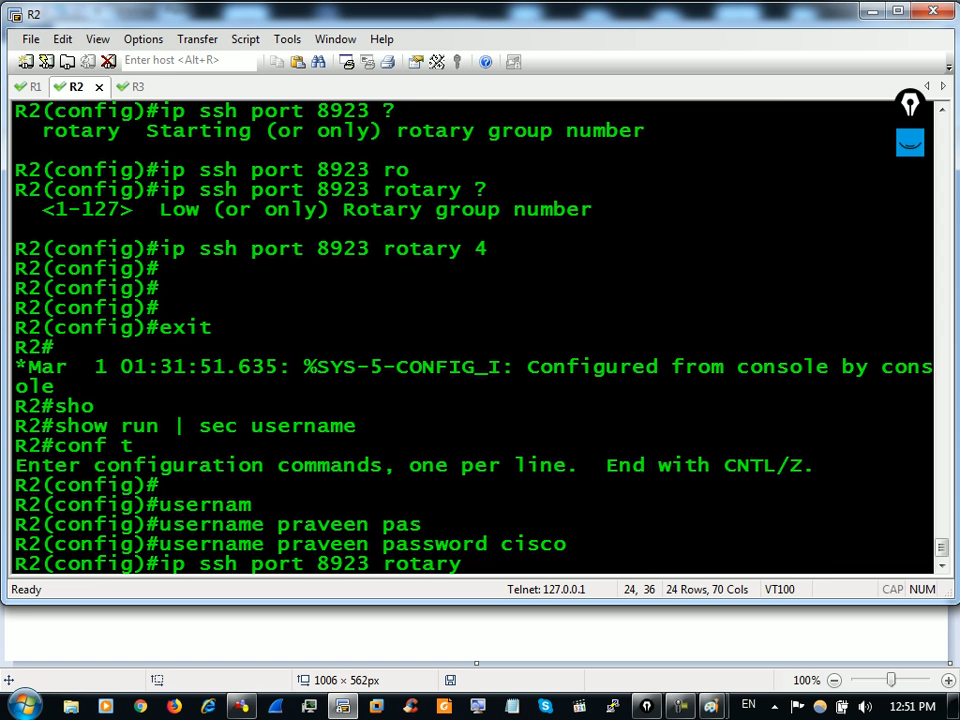 R2
File Edit View Options Transfer Script Tools Window Help
Enter host <Alt+R>
R1 R2 × R3
R2(config)#ip ssh port 8923 ?
rotary Starting (or only) rotary group number
R2(config)#ip ssh port 8923 ro
R2(config)#ip ssh port 8923 rotary ?
<1-127> Low (or only) Rotary group number
R2(config)#ip ssh port 8923 rotary 4
R2(config)#
R2(config)#
R2(config)#
R2(config)#exit
R2#
*Mar 1 01:31:51.635: %SYS-5-CONFIG_I: Configured from console by cons
ole
R2#sho
R2#show run | sec username
R2#conf t
Enter configuration commands, one per line. End with CNTL/Z.
R2(config)#
R2(config)#usernam
R2(config)#username praveen pas
R2(config)#username praveen password cisco
R2(config)#ip ssh port 8923 rotary
Ready Telnet: 127.0.0.1 24, 36 24 Rows, 70 Cols VT100 CAP NUM
1006 × 562px 100%
EN 12:51 PM